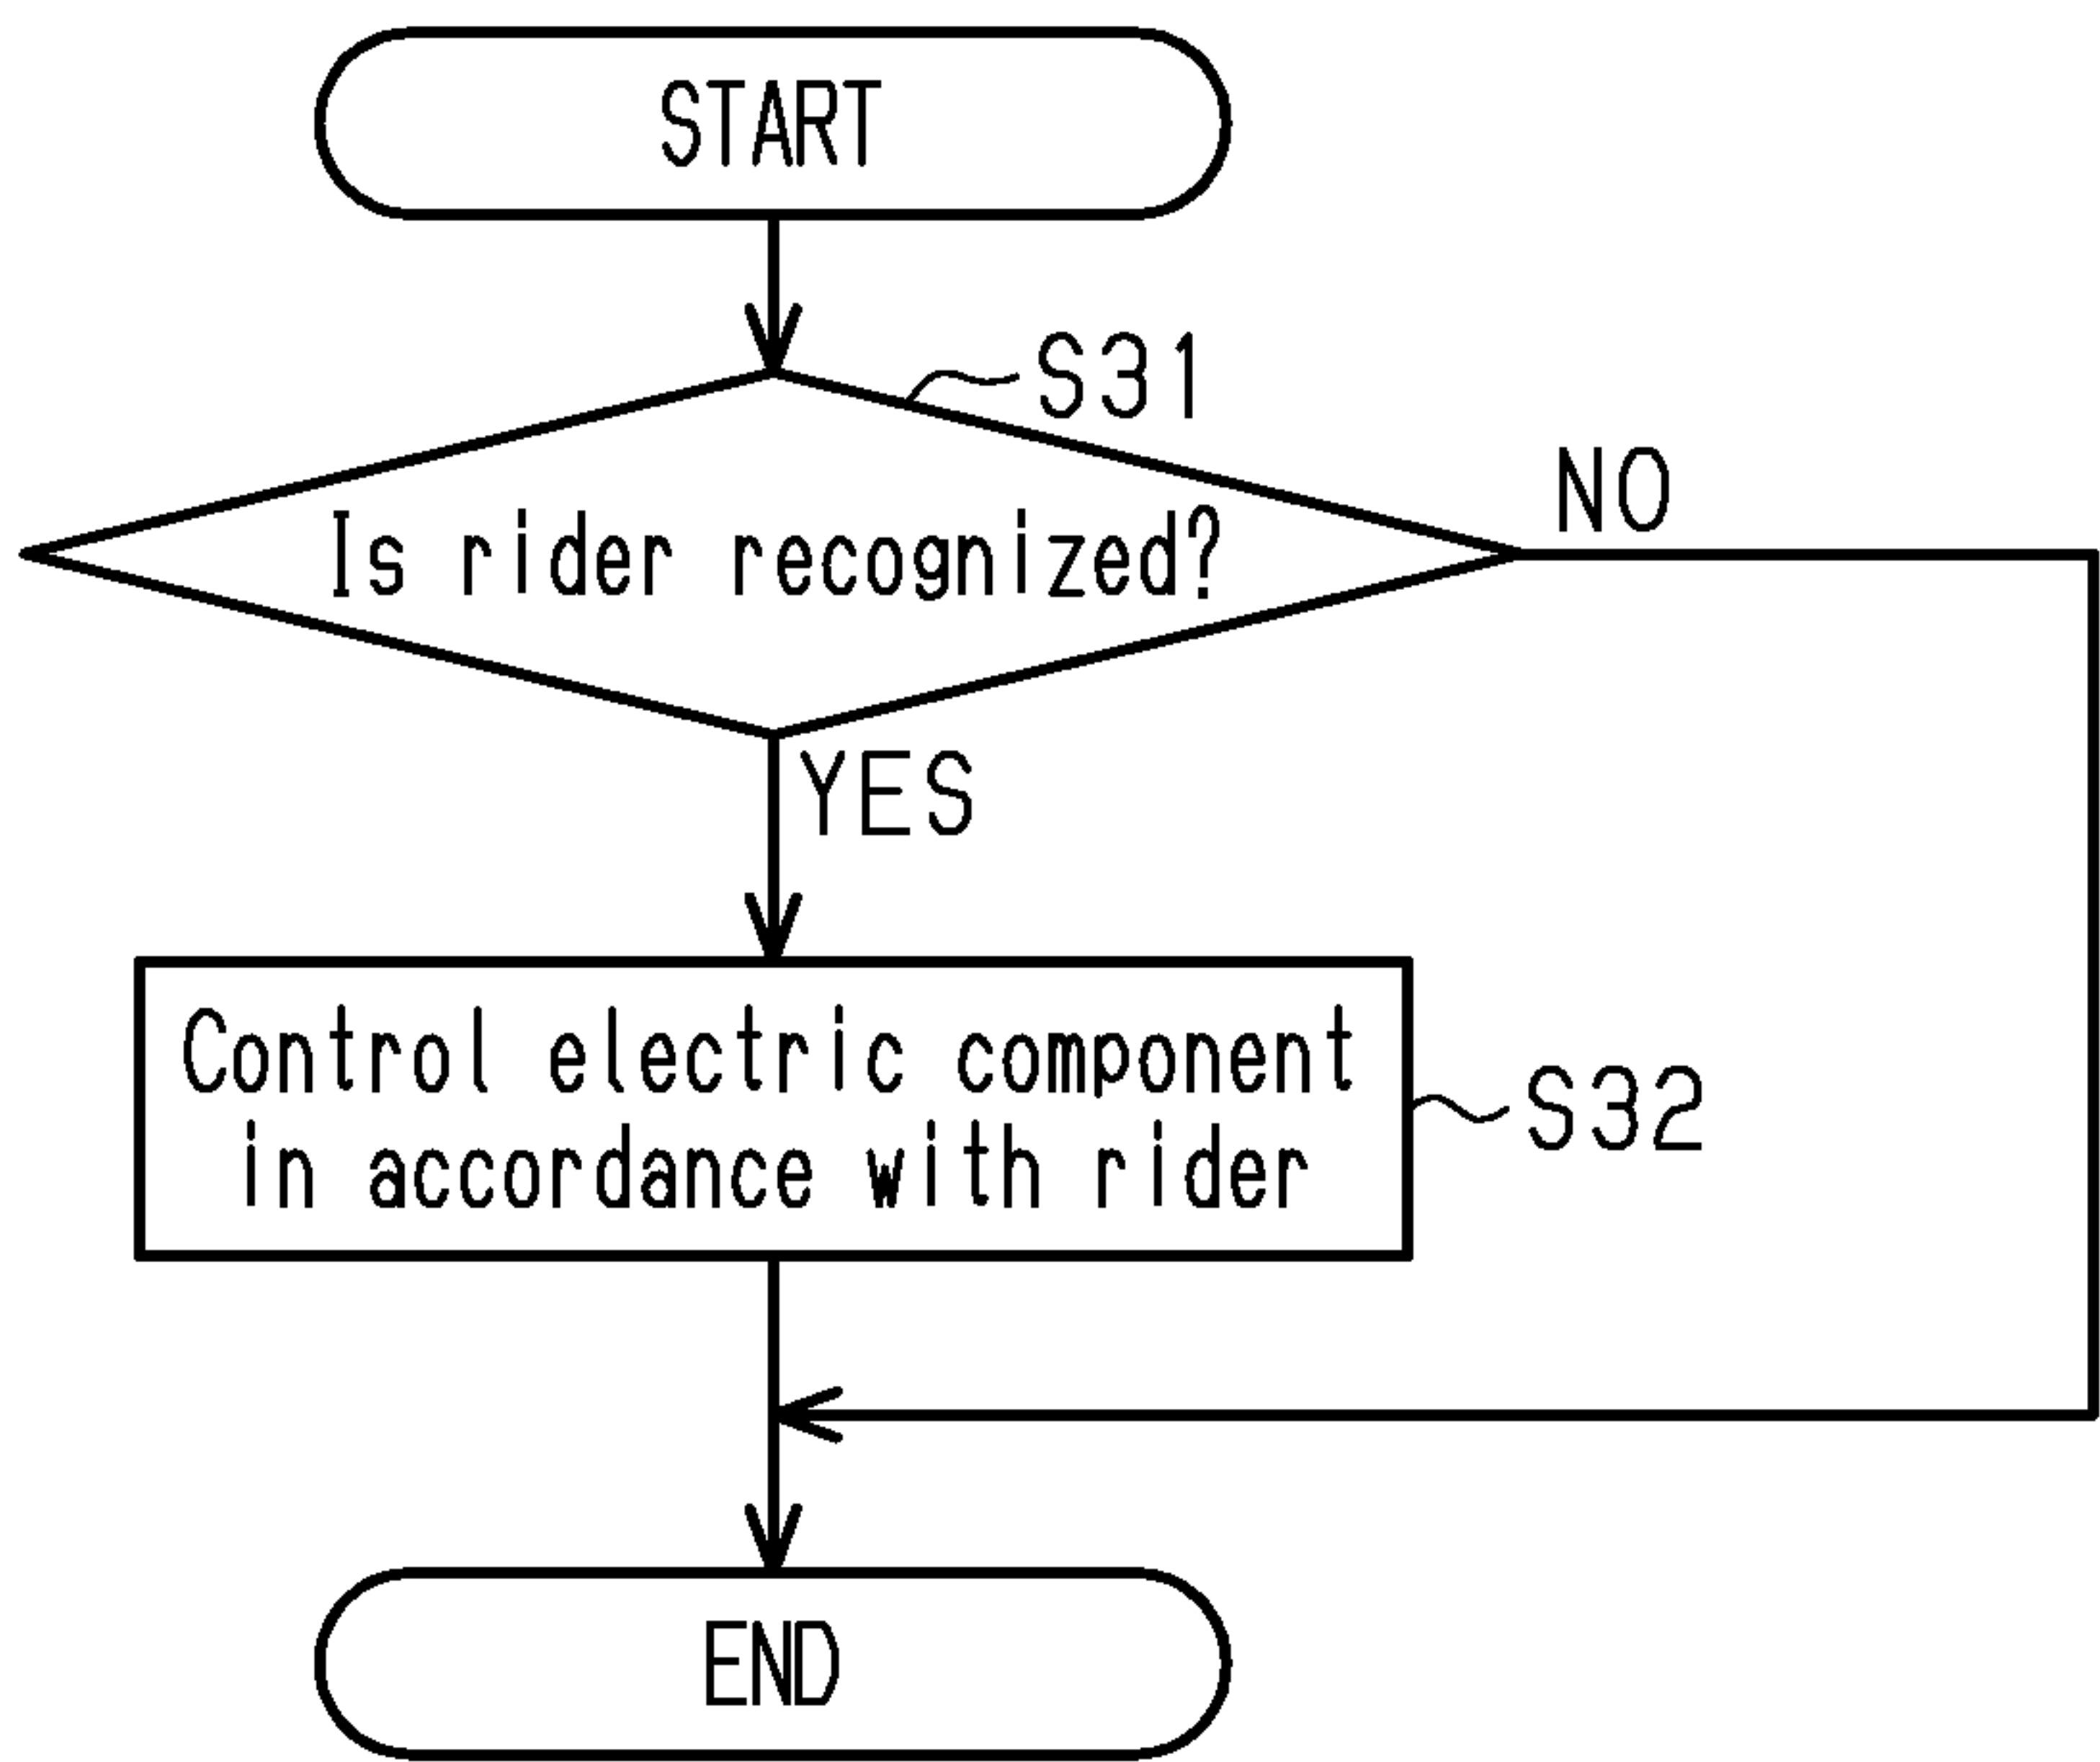 START
S31
NO
Is rider recognized?
YES
Control electric component
in accordance with rider
S32
END